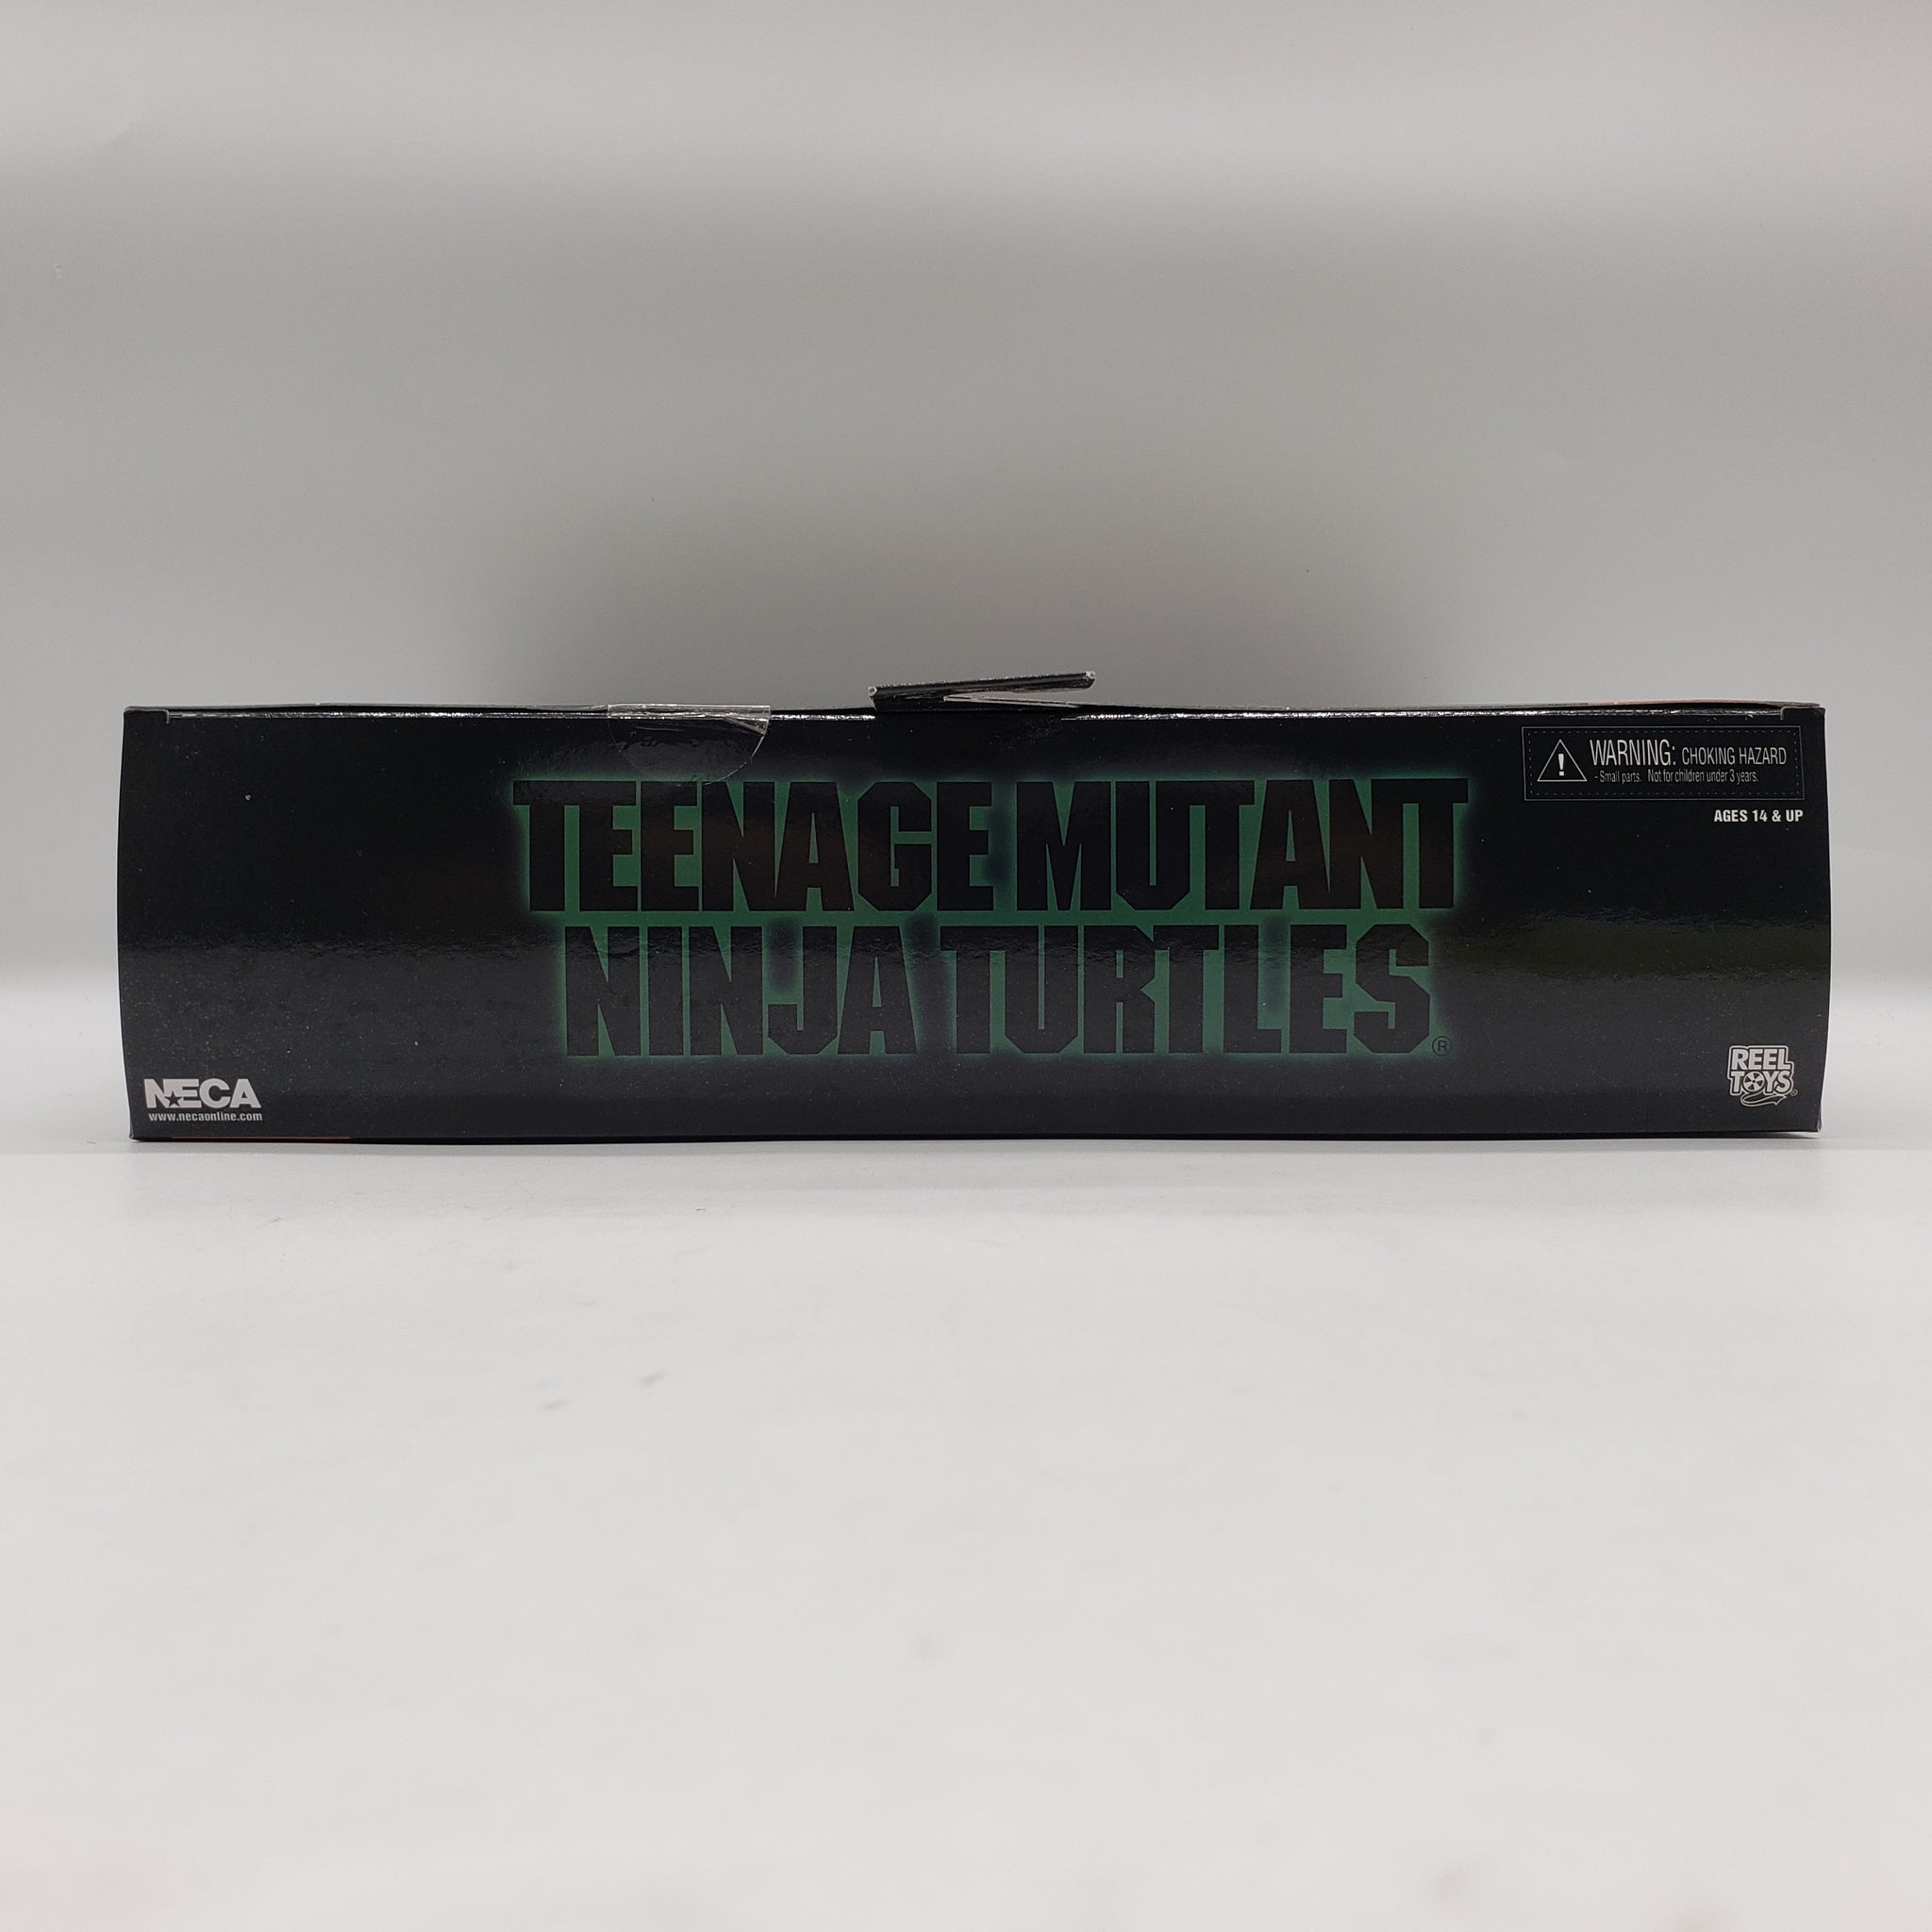 WARNING: CHOKING HAZARD
- Small parts. Not for children under 3 years.
AGES 14 & UP
TEENAGE MUTANT
NINJA TURTLES®
NECA
www.necaonline.com
REEL
TOYS®